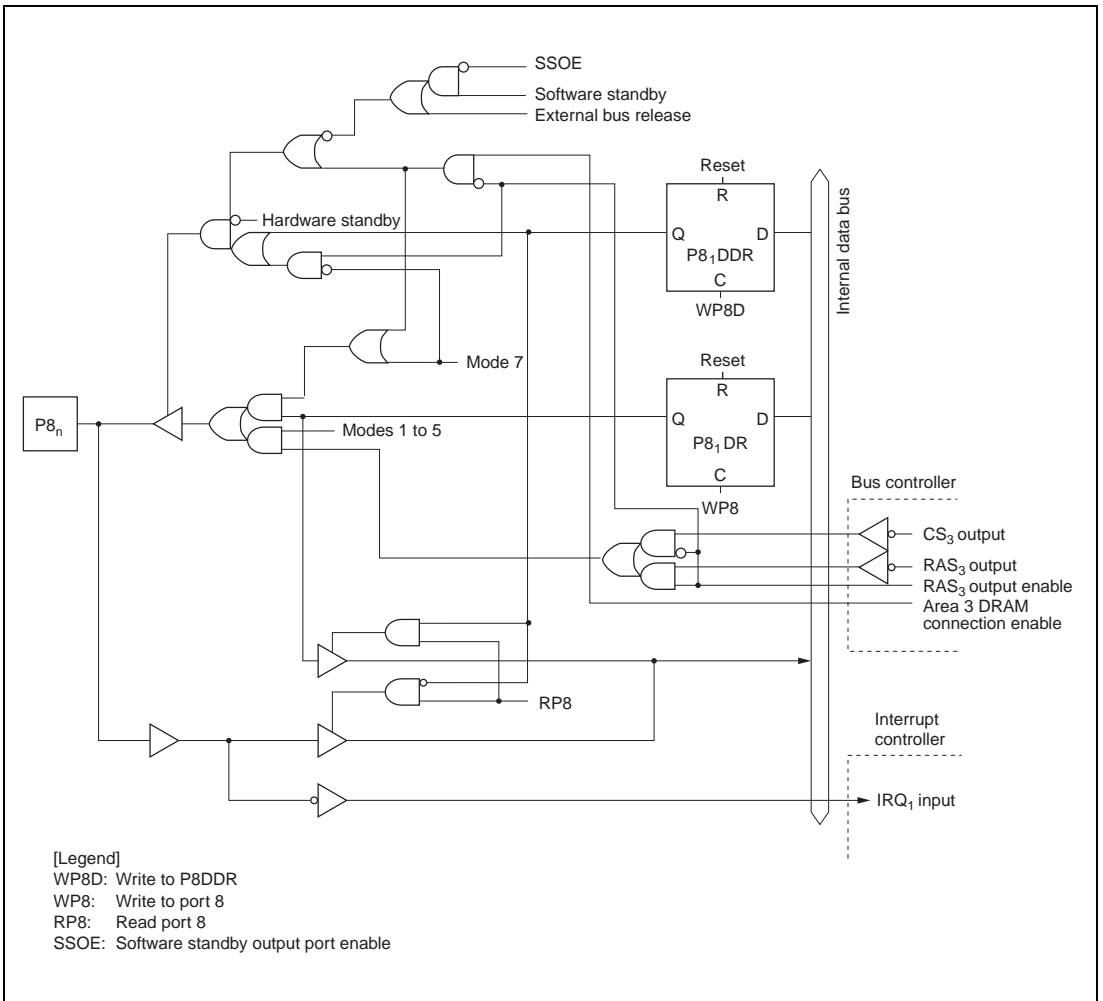 SSOE
Software standby
External bus release
Reset
R
Hardware standby
Q
D
P8₁DDR
C
WP8D
Internal data bus
Mode 7
Reset
R
P8ₙ
Q
D
Modes 1 to 5
P8₁DR
C
WP8
Bus controller
CS₃ output
RAS₃ output
RAS₃ output enable
Area 3 DRAM
connection enable
RP8
Interrupt
controller
IRQ₁ input
[Legend]
WP8D: Write to P8DDR
WP8: Write to port 8
RP8: Read port 8
SSOE: Software standby output port enable